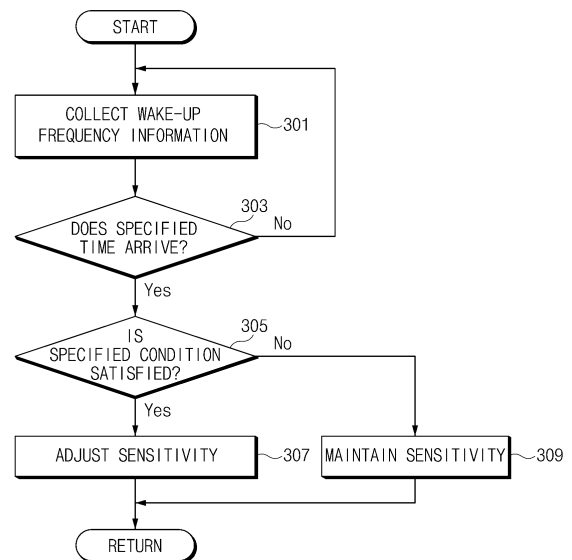 START
COLLECT WAKE-UP
FREQUENCY INFORMATION
301
303
DOES SPECIFIED
TIME ARRIVE?
No
Yes
305
IS
SPECIFIED CONDITION
SATISFIED?
No
Yes
ADJUST SENSITIVITY
307
MAINTAIN SENSITIVITY
309
RETURN